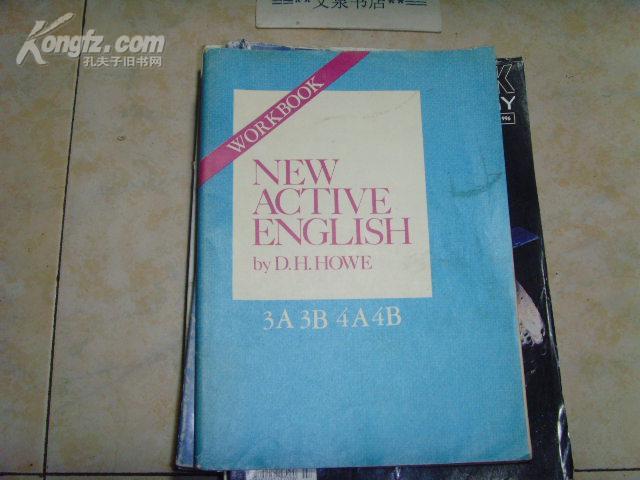 ==**文泉书店**==
Kongfz.com
孔夫子旧书网
K
Y
1996
WORKBOOK
NEW
ACTIVE
ENGLISH
by D.H. HOWE
3A 3B 4A 4B